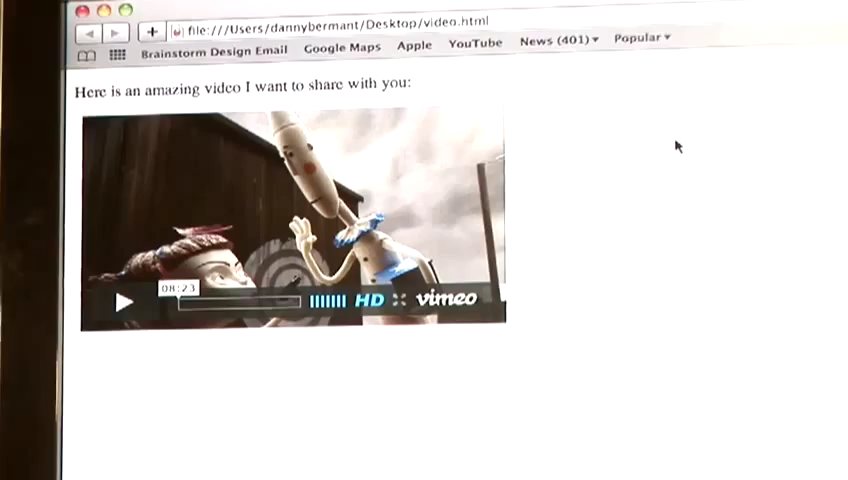 file:///Users/dannybermant/Desktop/video.html
Brainstorm Design Email Google Maps Apple YouTube News (401) Popular
Here is an amazing video I want to share with you:
08:23
HD vimeo